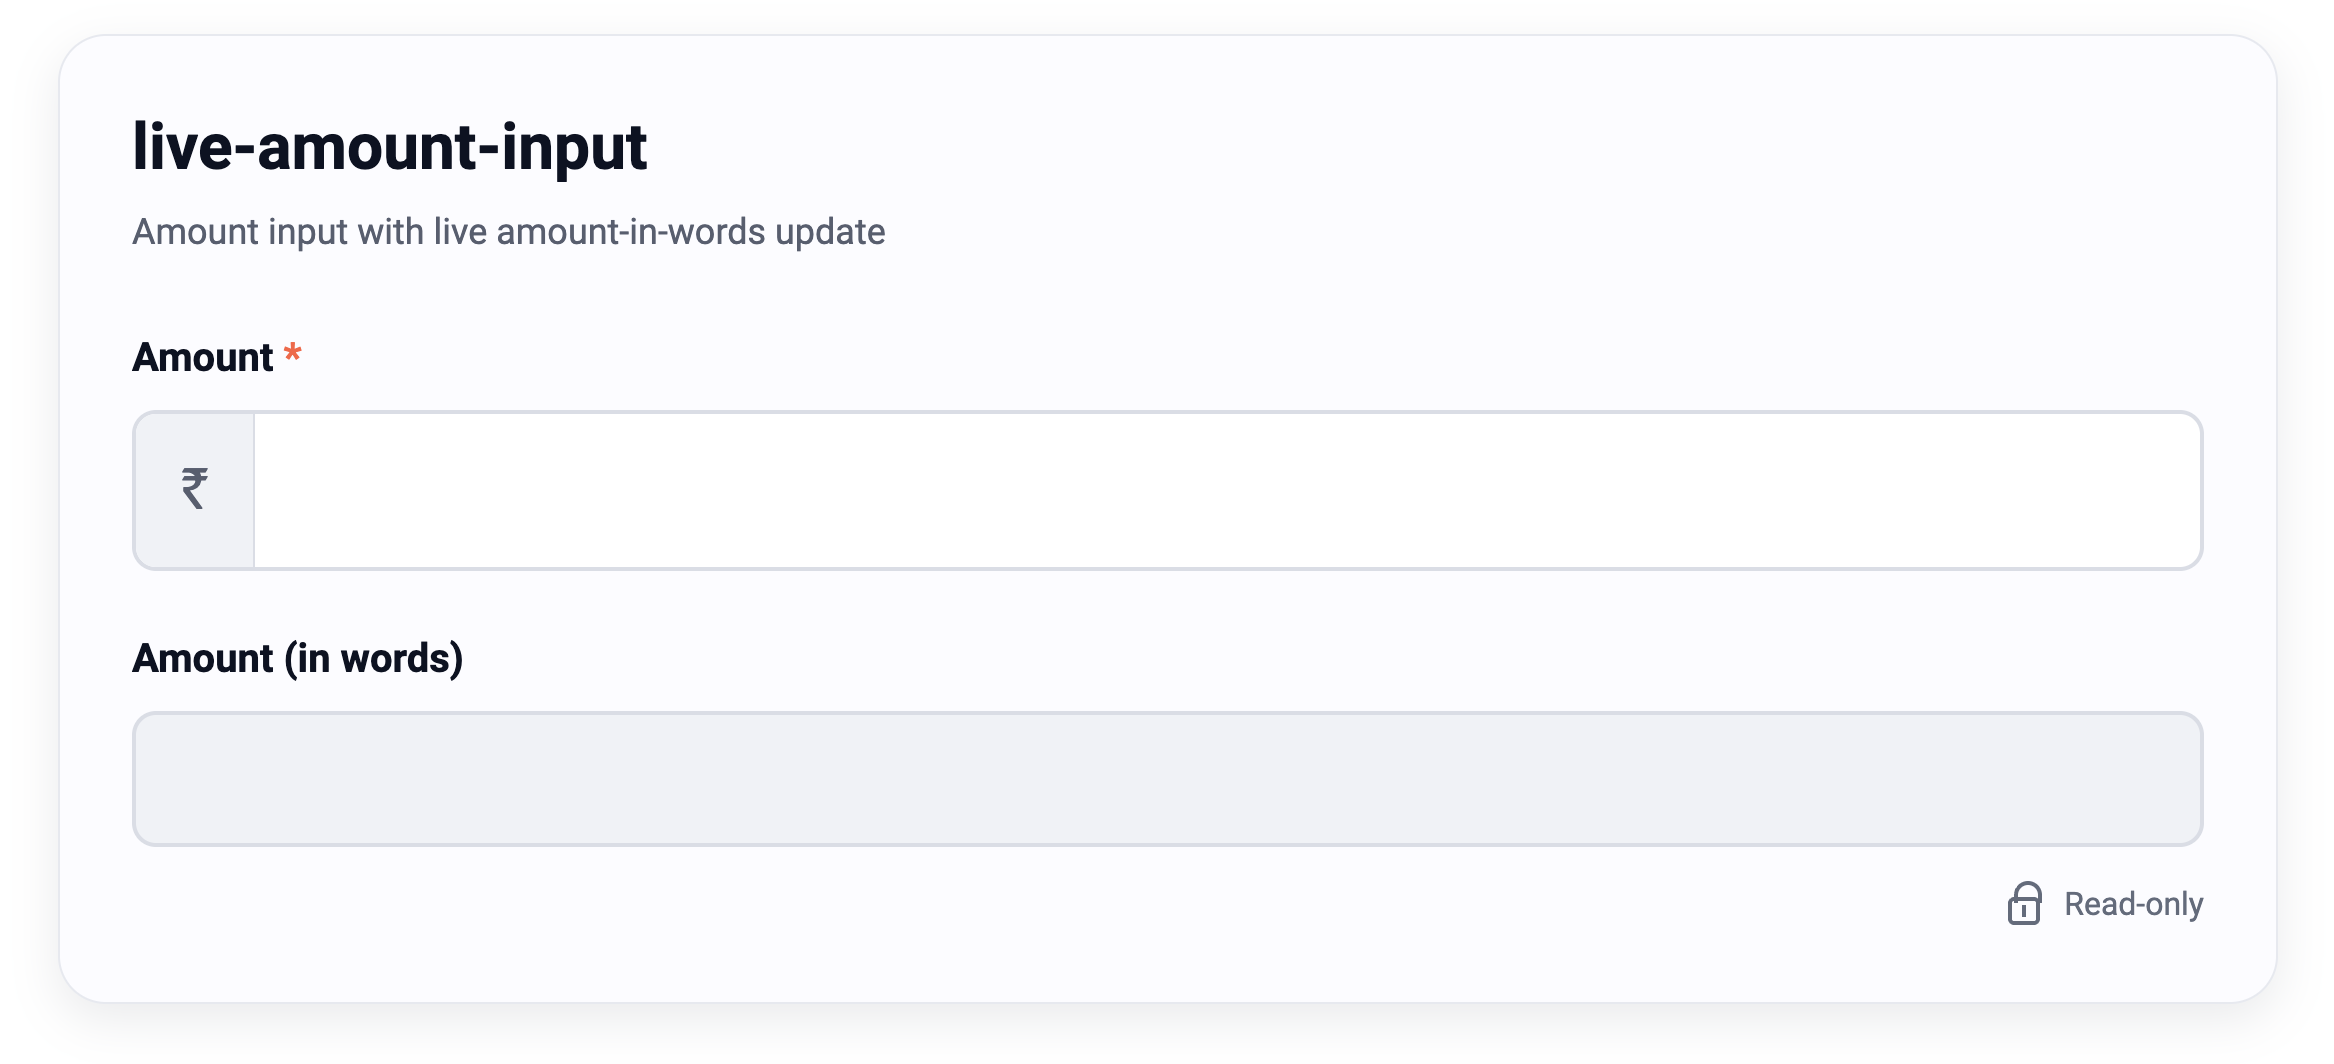 live-amount-input
Amount input with live amount-in-words update
Amount *
₹
Amount (in words)
Read-only